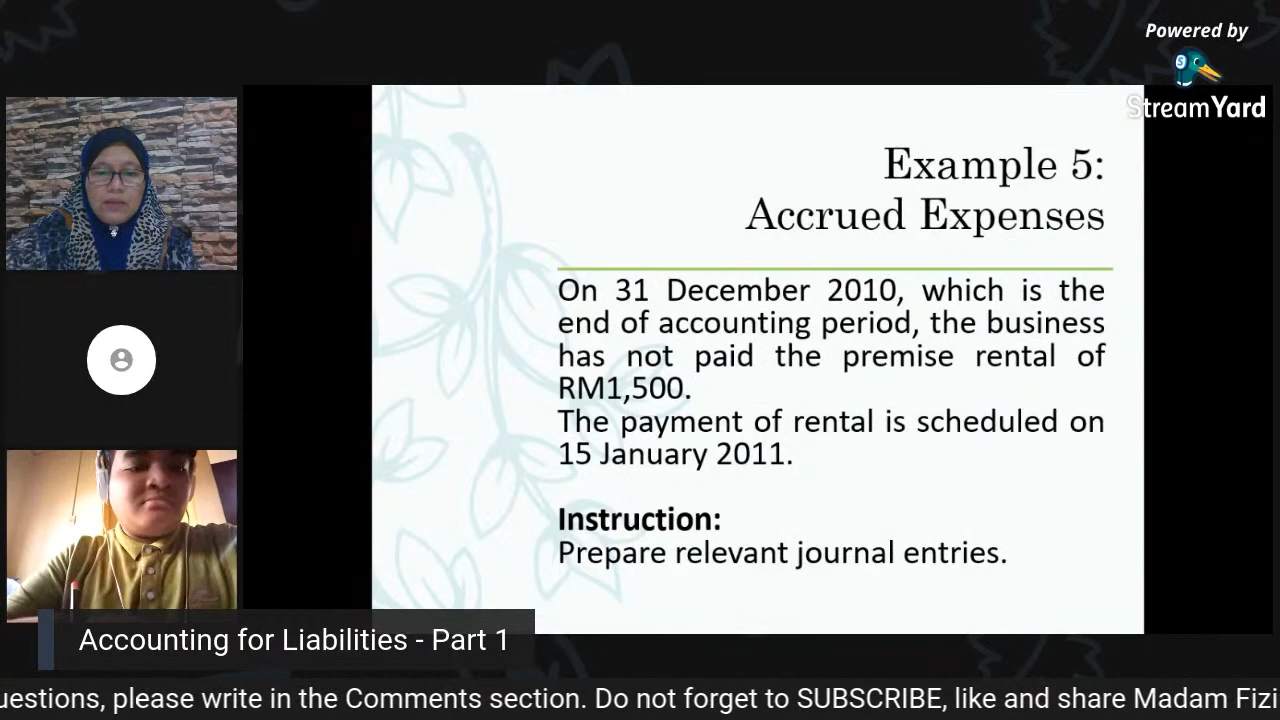 Powered by
StreamYard
Example 5:
Accrued Expenses
On 31 December 2010, which is the
end of accounting period, the business
has not paid the premise rental of
RM1,500.
The payment of rental is scheduled on
15 January 2011.
Instruction:
Prepare relevant journal entries.
Accounting for Liabilities - Part 1
uestions, please write in the Comments section. Do not forget to SUBSCRIBE, like and share Madam Fizi